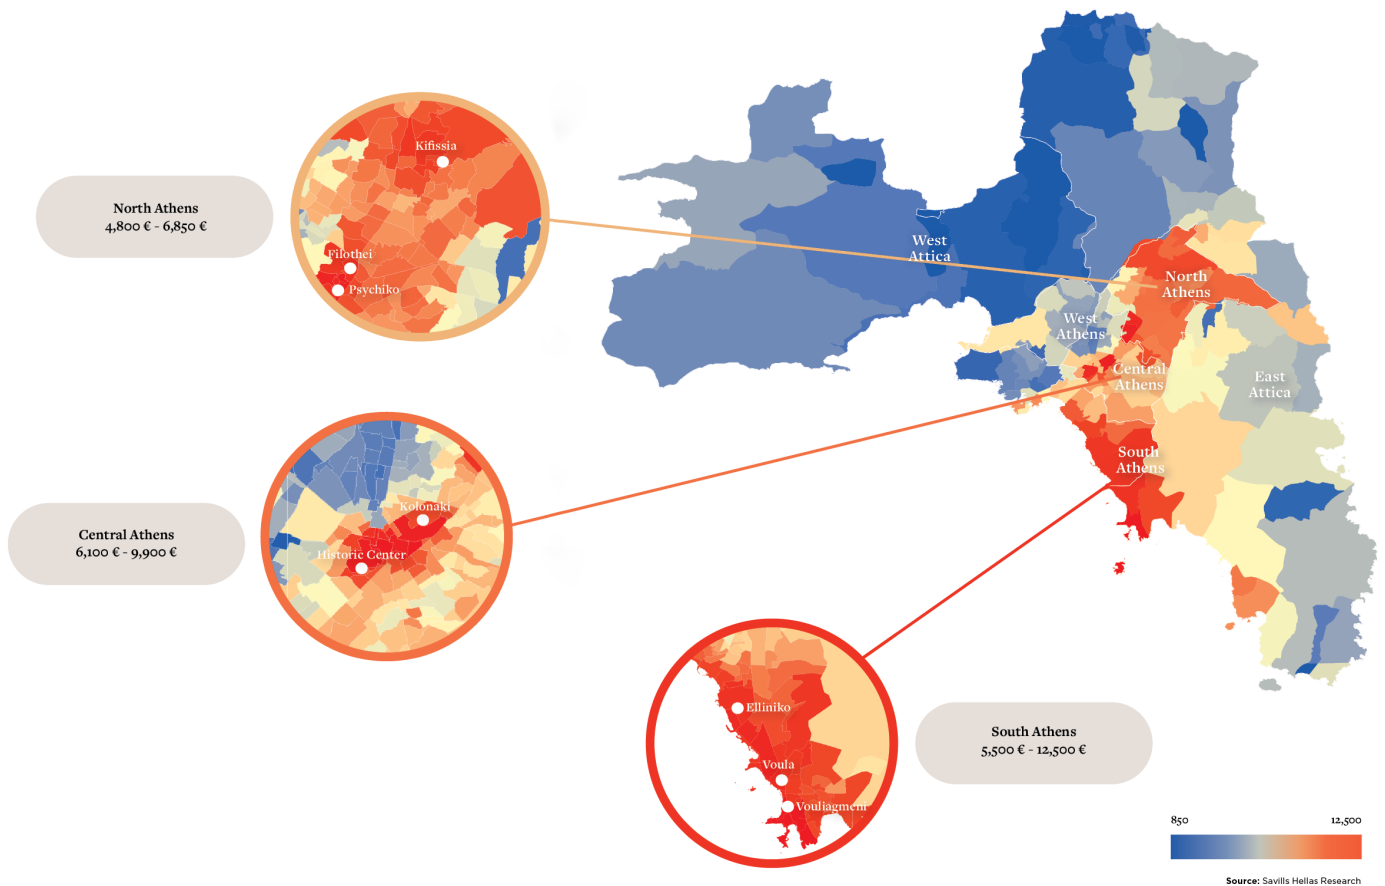 Kifissia
Filothei
Psychiko
North Athens
4,800 € - 6,850 €
West
Attica
North
Athens
West
Athens
Central
Athens
East
Attica
South
Athens
Kolonaki
Historic Center
Central Athens
6,100 € - 9,900 €
Elliniko
Voula
Vouliagmeni
South Athens
5,500 € - 12,500 €
850
12,500
Source: Savills Hellas Research